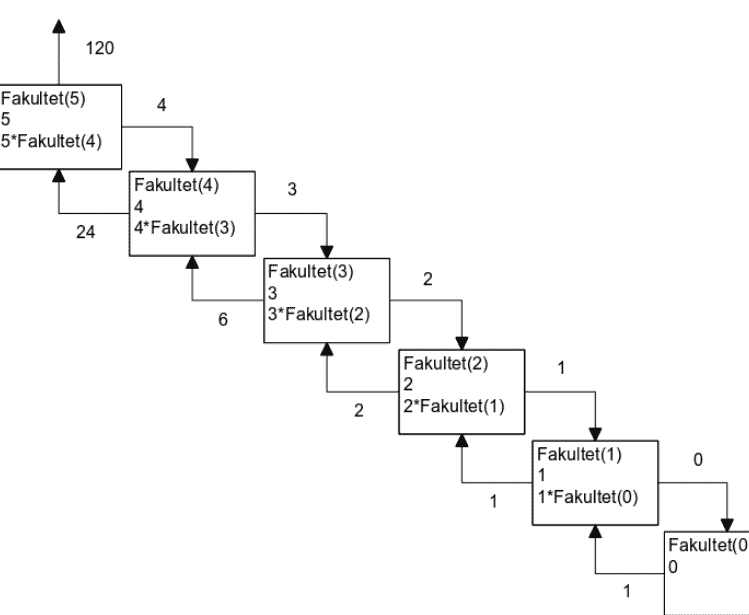 120
Fakultet(5)
5
5*Fakultet(4)
4
24
Fakultet(4)
4
4*Fakultet(3)
3
6
Fakultet(3)
3
3*Fakultet(2)
2
2
Fakultet(2)
2
2*Fakultet(1)
1
1
Fakultet(1)
1
1*Fakultet(0)
0
1
Fakultet(0
0